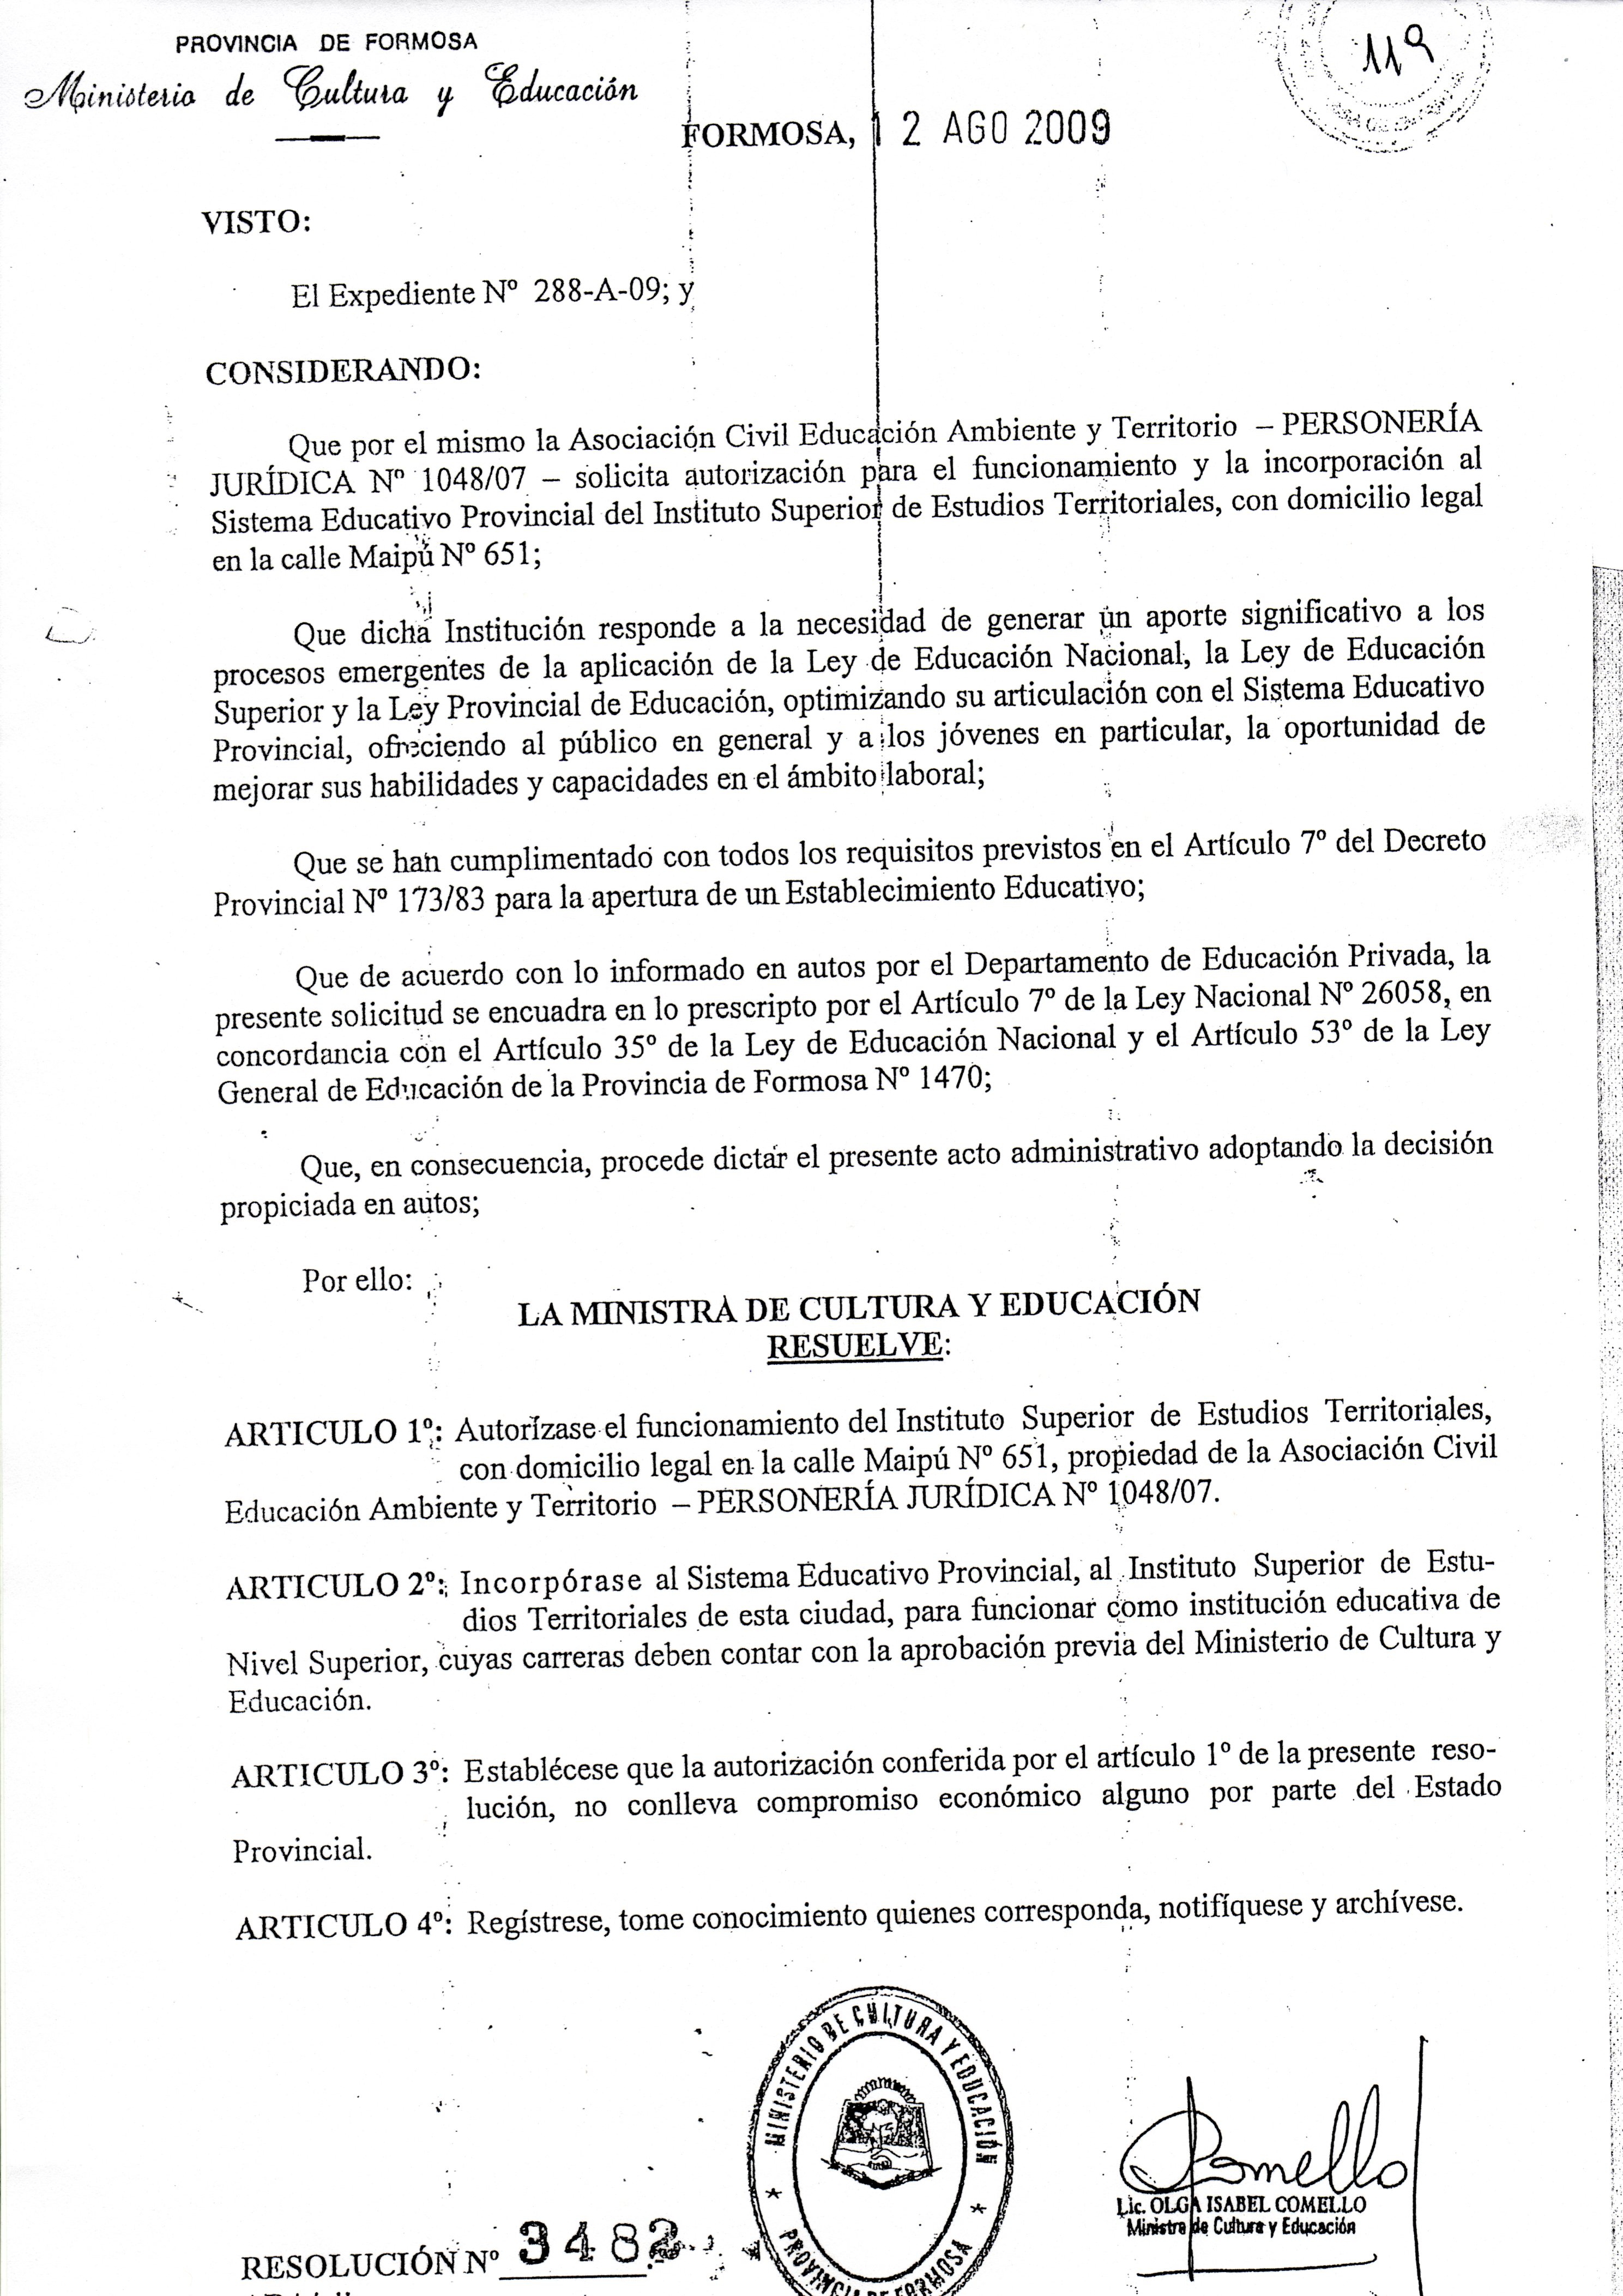 PROVINCIA DE FORMOSA
Ministerio de Cultura y Educación
119
FORMOSA, 12 AGO 2009
VISTO:
El Expediente Nº 288-A-09; y
CONSIDERANDO:
Que por el mismo la Asociación Civil Educación Ambiente y Territorio – PERSONERÍA
JURÍDICA Nº 1048/07 – solicita autorización para el funcionamiento y la incorporación al
Sistema Educativo Provincial del Instituto Superior de Estudios Territoriales, con domicilio legal
en la calle Maipú Nº 651;
Que dicha Institución responde a la necesidad de generar un aporte significativo a los
procesos emergentes de la aplicación de la Ley de Educación Nacional, la Ley de Educación
Superior y la Ley Provincial de Educación, optimizando su articulación con el Sistema Educativo
Provincial, ofreciendo al público en general y a los jóvenes en particular, la oportunidad de
mejorar sus habilidades y capacidades en el ámbito laboral;
Que se han cumplimentado con todos los requisitos previstos en el Artículo 7º del Decreto
Provincial Nº 173/83 para la apertura de un Establecimiento Educativo;
Que de acuerdo con lo informado en autos por el Departamento de Educación Privada, la
presente solicitud se encuadra en lo prescripto por el Artículo 7º de la Ley Nacional Nº 26058, en
concordancia con el Artículo 35º de la Ley de Educación Nacional y el Artículo 53º de la Ley
General de Educación de la Provincia de Formosa Nº 1470;
Que, en consecuencia, procede dictar el presente acto administrativo adoptando la decisión
propiciada en autos;
Por ello:
LA MINISTRA DE CULTURA Y EDUCACIÓN
RESUELVE:
ARTICULO 1º: Autorízase el funcionamiento del Instituto Superior de Estudios Territoriales,
con domicilio legal en la calle Maipú Nº 651, propiedad de la Asociación Civil
Educación Ambiente y Territorio – PERSONERÍA JURÍDICA Nº 1048/07.
ARTICULO 2º: Incorpórase al Sistema Educativo Provincial, al Instituto Superior de Estu-
dios Territoriales de esta ciudad, para funcionar como institución educativa de
Nivel Superior, cuyas carreras deben contar con la aprobación previa del Ministerio de Cultura y
Educación.
ARTICULO 3º: Establécese que la autorización conferida por el artículo 1º de la presente reso-
lución, no conlleva compromiso económico alguno por parte del Estado
Provincial.
ARTICULO 4º: Regístrese, tome conocimiento quienes corresponda, notifíquese y archívese.
MINISTERIO DE CULTURA Y EDUCACIÓN
PROVINCIA DE FORMOSA
Comello
Lic. OLGA ISABEL COMELLO
Ministra de Cultura y Educación
RESOLUCIÓN Nº 3482